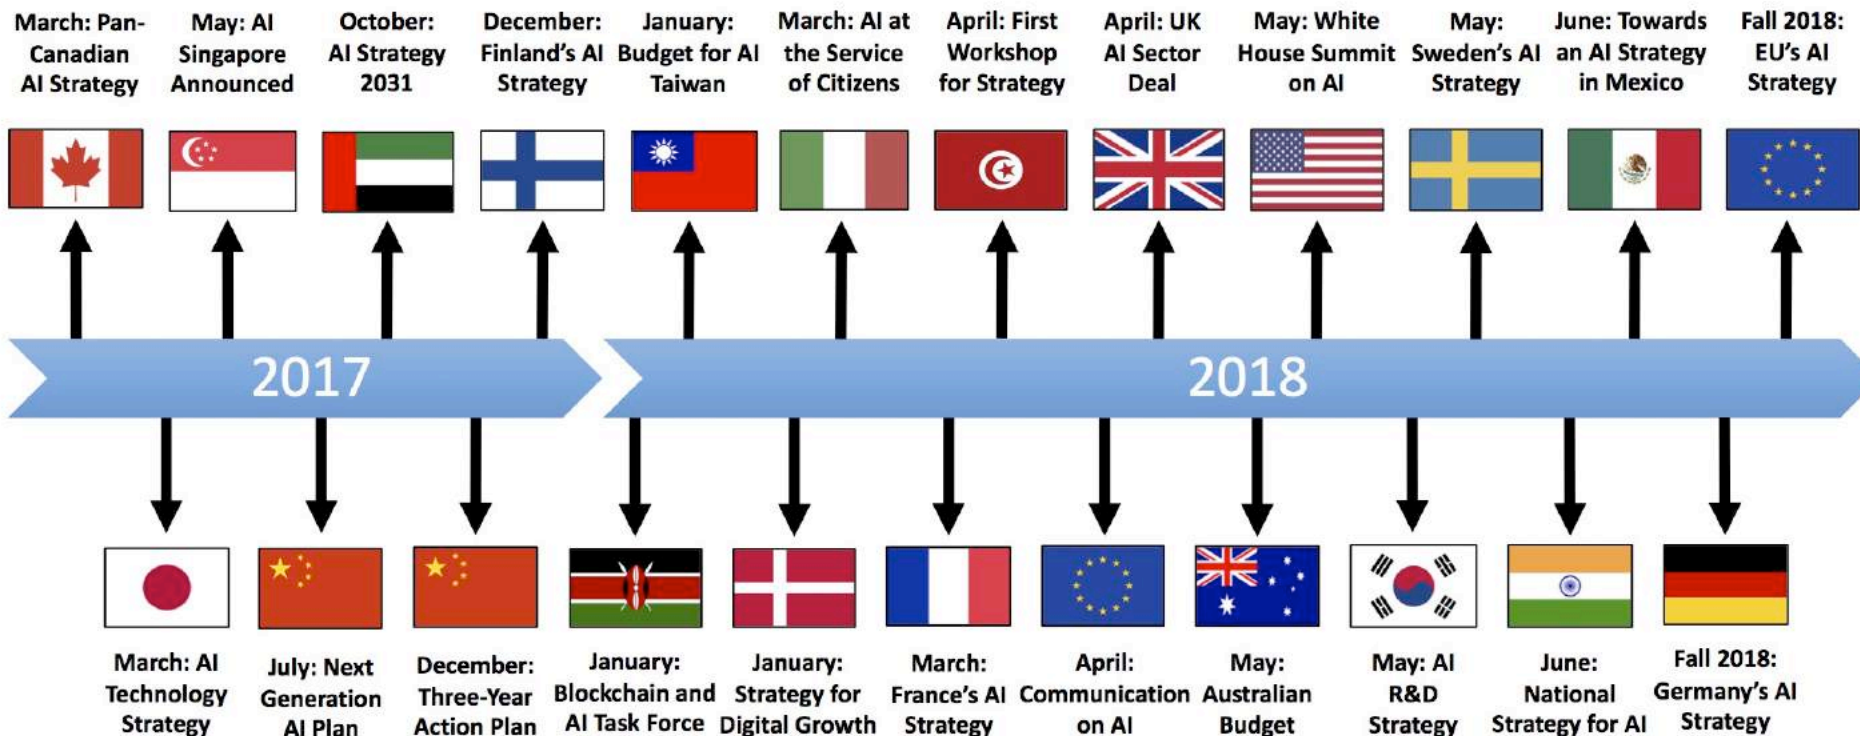 March: Pan-
Canadian
AI Strategy
May: AI
Singapore
Announced
October:
AI Strategy
2031
December:
Finland's AI
Strategy
January:
Budget for AI
Taiwan
March: AI at
the Service
of Citizens
April: First
Workshop
for Strategy
April: UK
AI Sector
Deal
May: White
House Summit
on AI
May:
Sweden's AI
Strategy
June: Towards
an AI Strategy
in Mexico
Fall 2018:
EU's AI
Strategy
2017
2018
March: AI
Technology
Strategy
July: Next
Generation
AI Plan
December:
Three-Year
Action Plan
January:
Blockchain and
AI Task Force
January:
Strategy for
Digital Growth
March:
France's AI
Strategy
April:
Communication
on AI
May:
Australian
Budget
May: AI
R&D
Strategy
June:
National
Strategy for AI
Fall 2018:
Germany's AI
Strategy